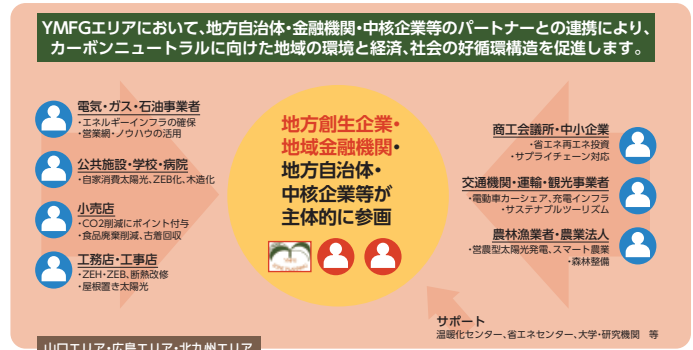 YMFGエリアにおいて、地方自治体・金融機関・中核企業等のパートナーとの連携により、
カーボンニュートラルに向けた地域の環境と経済、社会の好循環構造を促進します。
電気・ガス・石油事業者
・エネルギーインフラの確保
・営業網・ノウハウの活用
公共施設・学校・病院
・自家消費太陽光、ZEB化、木造化
小売店
・CO2削減にポイント付与
・食品廃棄削減、古着回収
工務店・工事店
・ZEH・ZEB、断熱改修
・屋根置き太陽光
地方創生企業・
地域金融機関・
地方自治体・
中核企業等が
主体的に参画
商工会議所・中小企業
・省エネ再エネ投資
・サプライチェーン対応
交通機関・運輸・観光事業者
・電動車カーシェア、充電インフラ
・サステナブルツーリズム
農林漁業者・農業法人
・営農型太陽光発電、スマート農業
・森林整備
サポート
温暖化センター、省エネセンター、大学・研究機関 等
山口エリア・広島エリア・北九州エリア